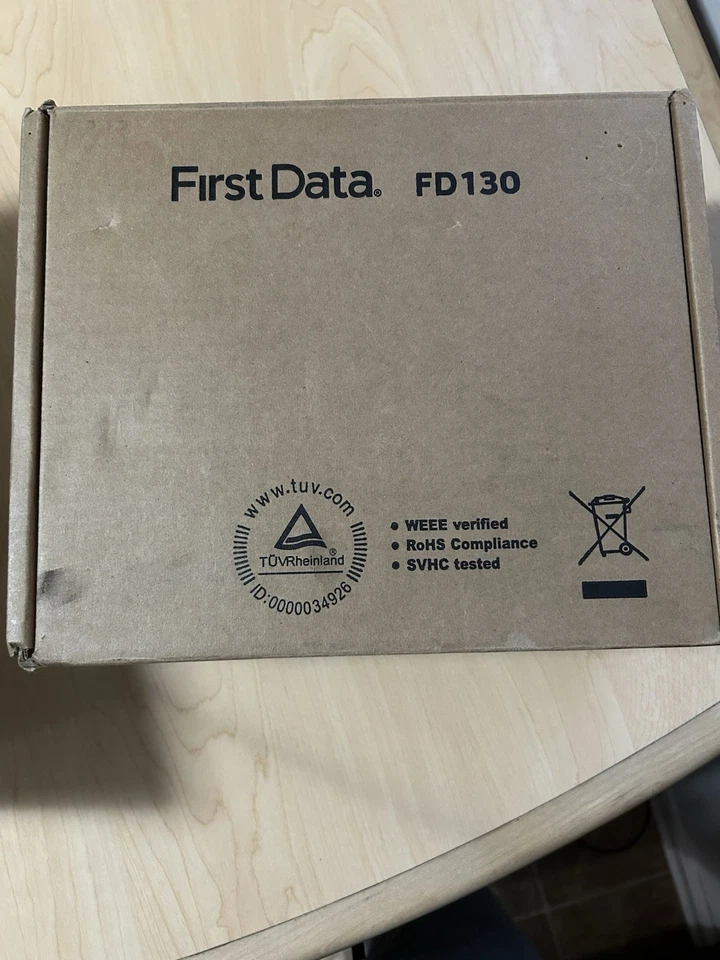 First Data® FD130
www.tuv.com
TÜVRheinland®
ID:0000034926
• WEEE verified
• RoHS Compliance
• SVHC tested